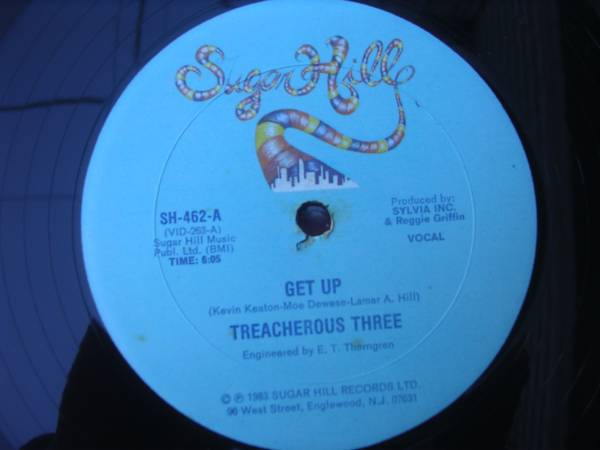 Sugar Hill
SH-462-A
(VID-263-A)
Sugar Hill Music
Publ. Ltd. (BMI)
TIME: 6:05
Produced by:
SYLVIA INC.
& Reggie Griffin
VOCAL
GET UP
(Kevin Keaton-Moe Dewese-Lamar A. Hill)
TREACHEROUS THREE
Engineered by E. T. Thorngren
© ℗ 1983 SUGAR HILL RECORDS LTD.
96 West Street, Englewood, N.J. 07631